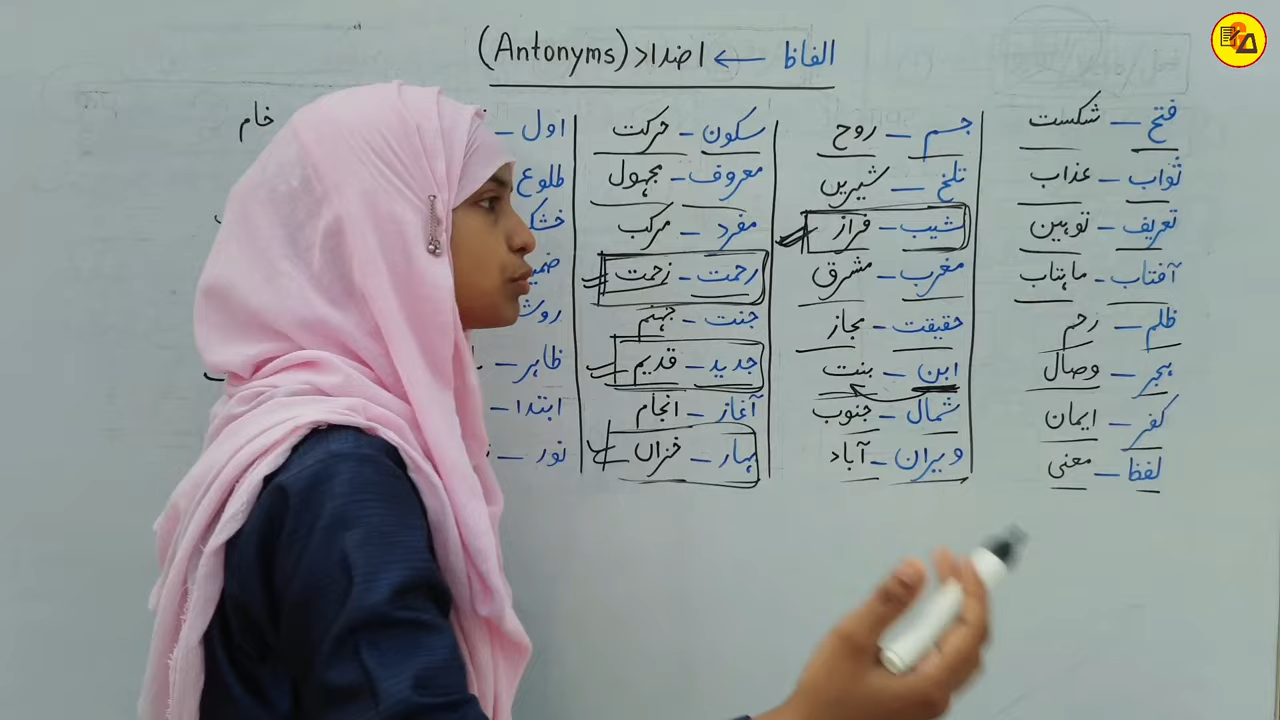 الفاظ ← اضداد (Antonyms)
فتح – شکست
ثواب – عذاب
تعریف – توہین
آفتاب – ماہتاب
ظلم – رحم
ہجر – وصال
کفر – ایمان
لفظ – معنی
جسم – روح
تلخ – شیریں
شیب – فراز
مغرب – مشرق
حقیقت – مجاز
ابن – بنت
شمال – جنوب
ویران – آباد
سکون – حرکت
معروف – مجہول
مفرد – مرکب
رحمت – زحمت
جنت – جہنم
جدید – قدیم
آغاز – انجام
بہار – خزاں
اول –
طلوع
ظاہر –
ابتدا –
نور –
خام